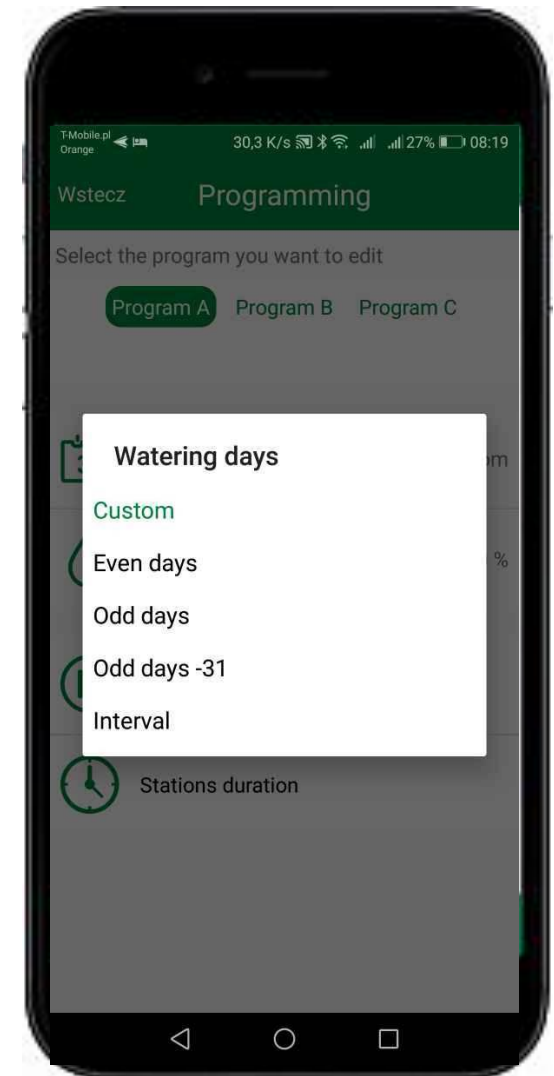 T-Mobile.pl
Orange
30,3 K/s 27% 08:19
Wstecz Programming
Select the program you want to edit
Program A Program B Program C
Watering days
Custom
Even days
Odd days
Odd days -31
Interval
%
Stations duration